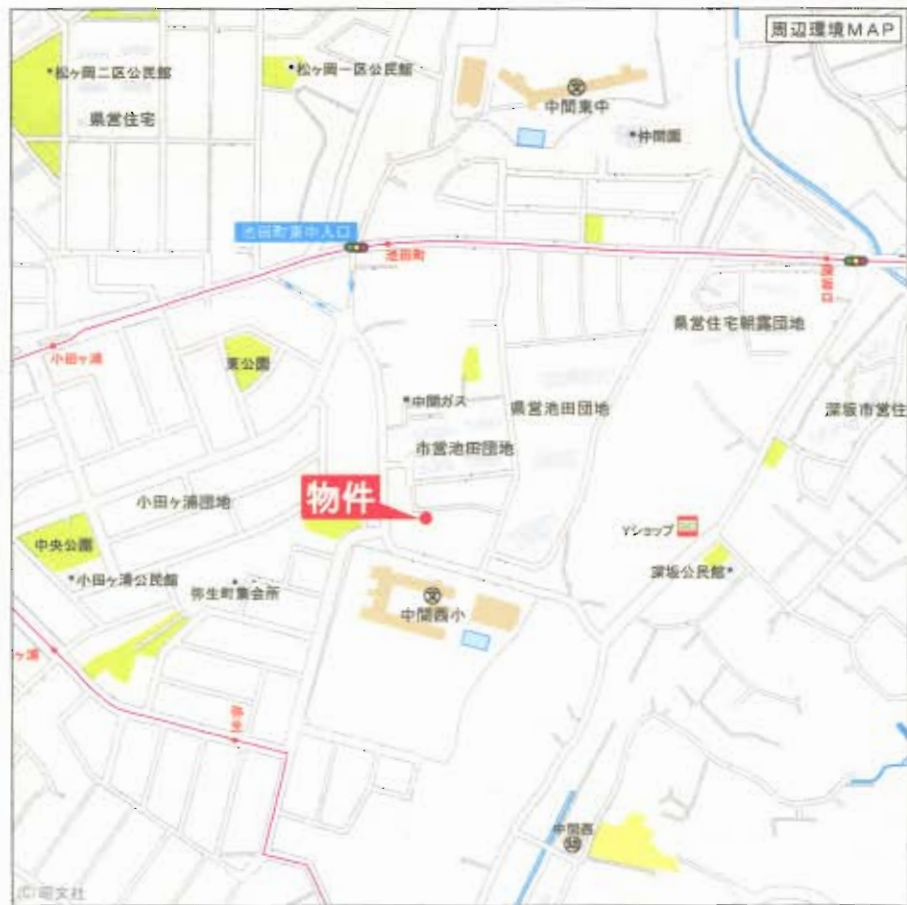 周辺環境MAP
松ヶ岡二区公民館
松ヶ岡一区公民館
県営住宅
中間東中
仲間園
池田町東中入口
池田町
深坂口
小田ヶ浦
東公園
県営住宅朝霧団地
中間ガス
県営池田団地
深坂市営住
市営池田団地
小田ヶ浦団地
物件
Yショップ
中央公園
小田ヶ浦公民館
弥生町集会所
深坂公民館
中間西小
ヶ浦
中間西
(C)昭文社